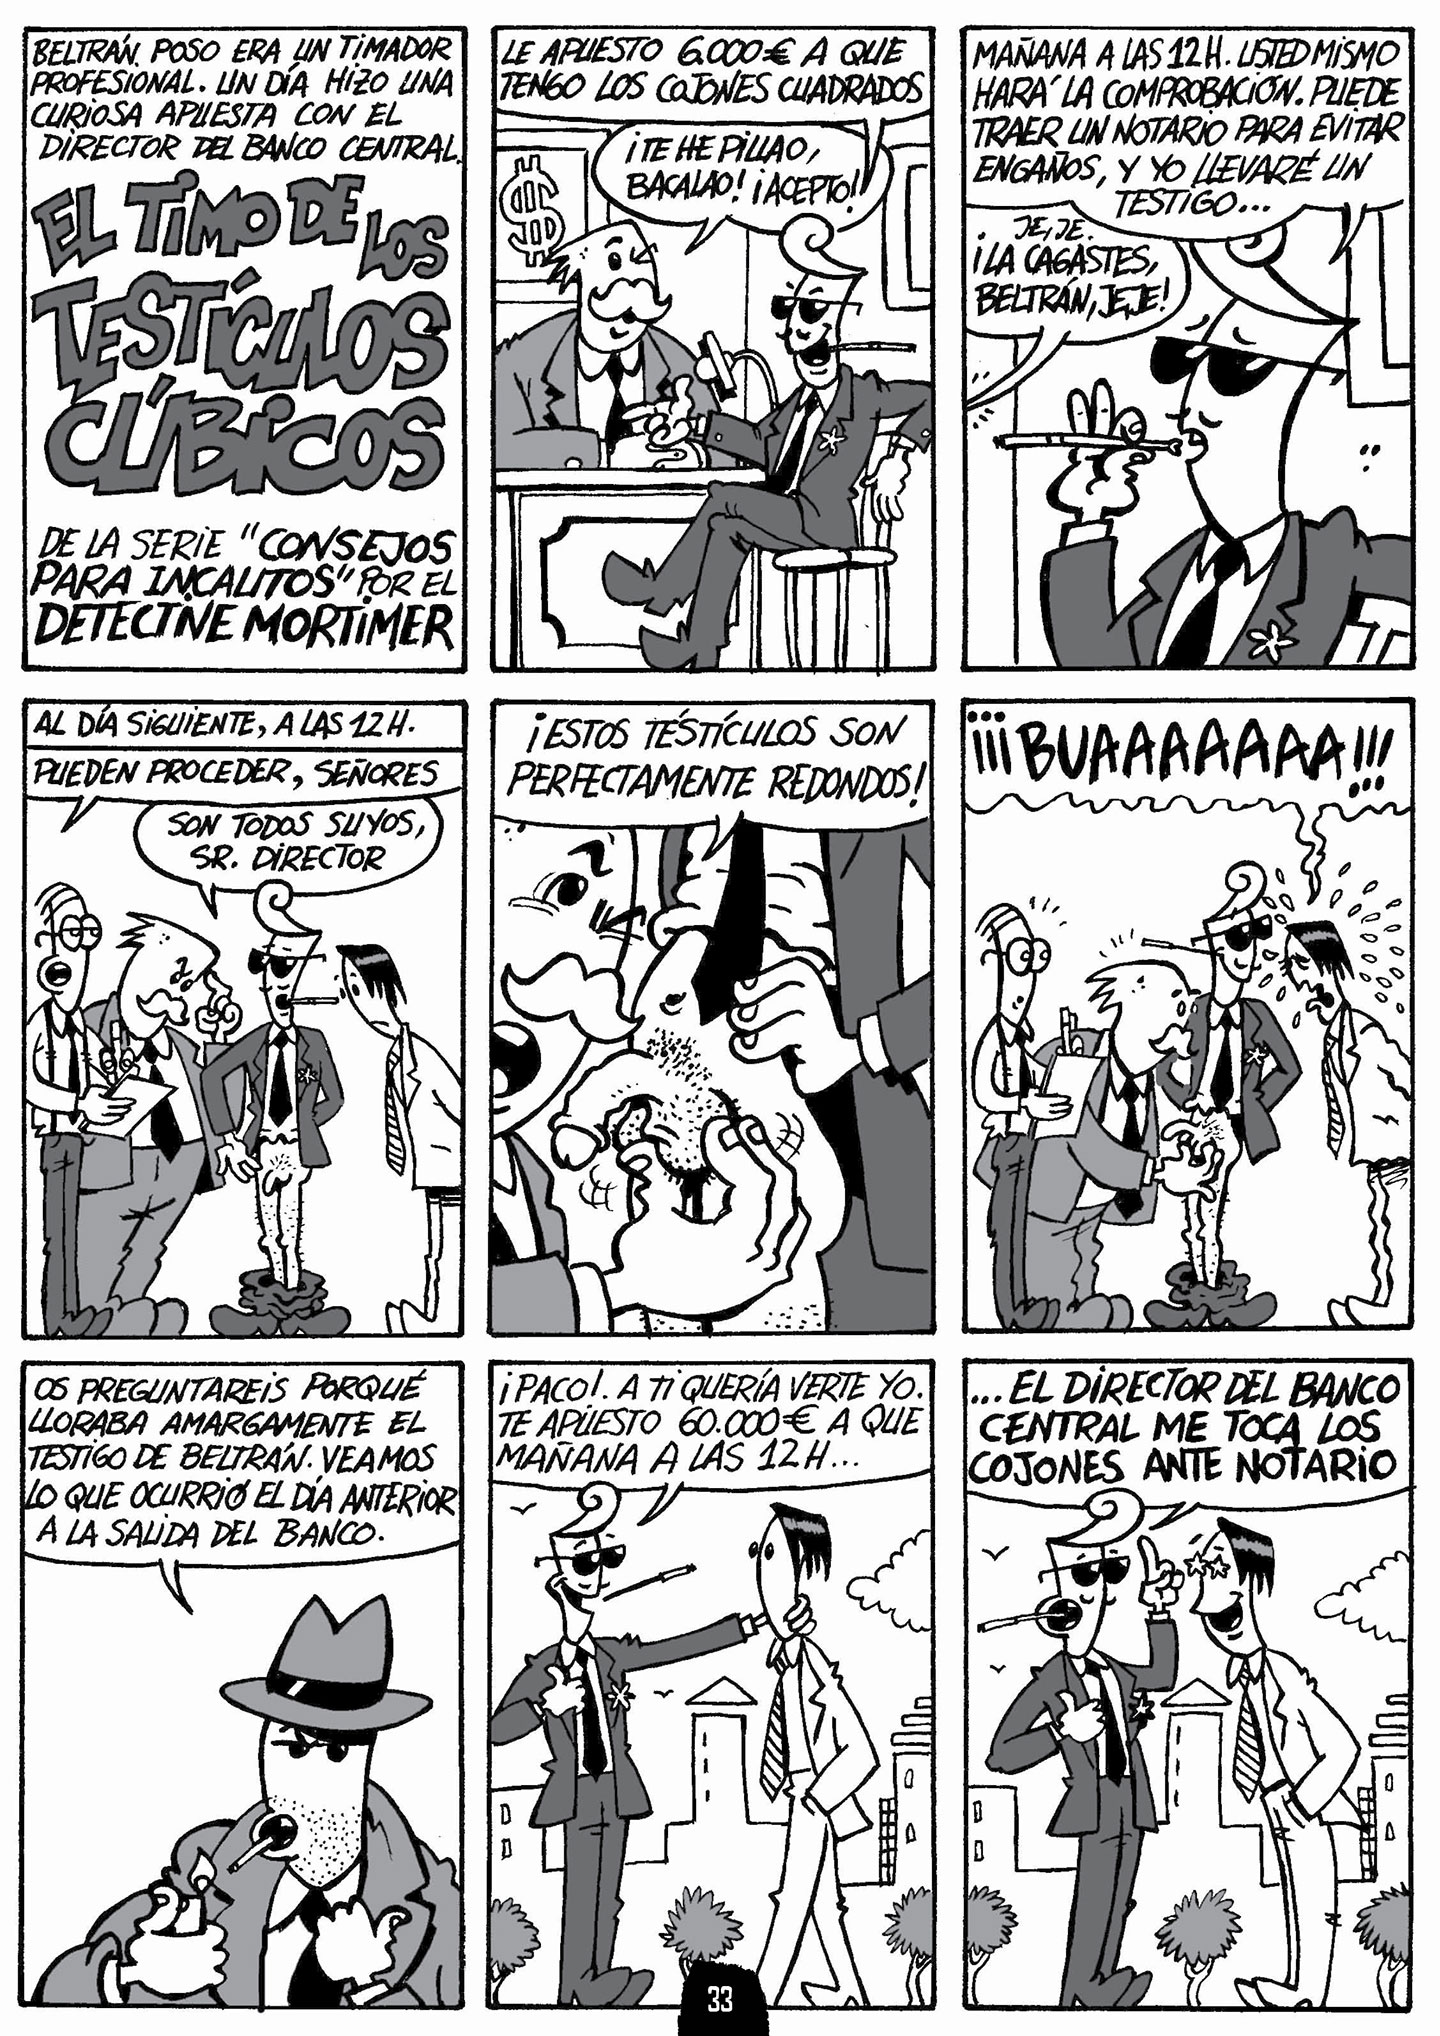 BELTRÁN POSO ERA UN TIMADOR
PROFESIONAL. UN DÍA HIZO UNA
CURIOSA APUESTA CON EL
DIRECTOR DEL BANCO CENTRAL.
EL TIMO DE LOS
TESTÍCULOS
CÚBICOS
DE LA SERIE "CONSEJOS
PARA INCAUTOS" POR EL
DETECTIVE MORTIMER
LE APUESTO 6.000€ A QUE
TENGO LOS COJONES CUADRADOS
¡TE HE PILLAO,
BACALAO! ¡ACEPTO!
$
MAÑANA A LAS 12H. USTED MISMO
HARÁ LA COMPROBACIÓN. PUEDE
TRAER UN NOTARIO PARA EVITAR
ENGAÑOS, Y YO LLEVARÉ UN
TESTIGO...
JE, JE.
¡LA CAGASTES,
BELTRÁN, JEJE!
AL DÍA SIGUIENTE, A LAS 12H.
PUEDEN PROCEDER, SEÑORES
SON TODOS SUYOS,
SR. DIRECTOR
¡ESTOS TESTÍCULOS SON
PERFECTAMENTE REDONDOS!
¡¡¡BUAAAAAAAA!!!
OS PREGUNTAREIS PORQUÉ
LLORABA AMARGAMENTE EL
TESTIGO DE BELTRÁN. VEAMOS
LO QUE OCURRIÓ EL DÍA ANTERIOR
A LA SALIDA DEL BANCO.
¡PACO!. A TI QUERÍA VERTE YO.
TE APUESTO 60.000€ A QUE
MAÑANA A LAS 12H...
...EL DIRECTOR DEL BANCO
CENTRAL ME TOCA LOS
COJONES ANTE NOTARIO
33